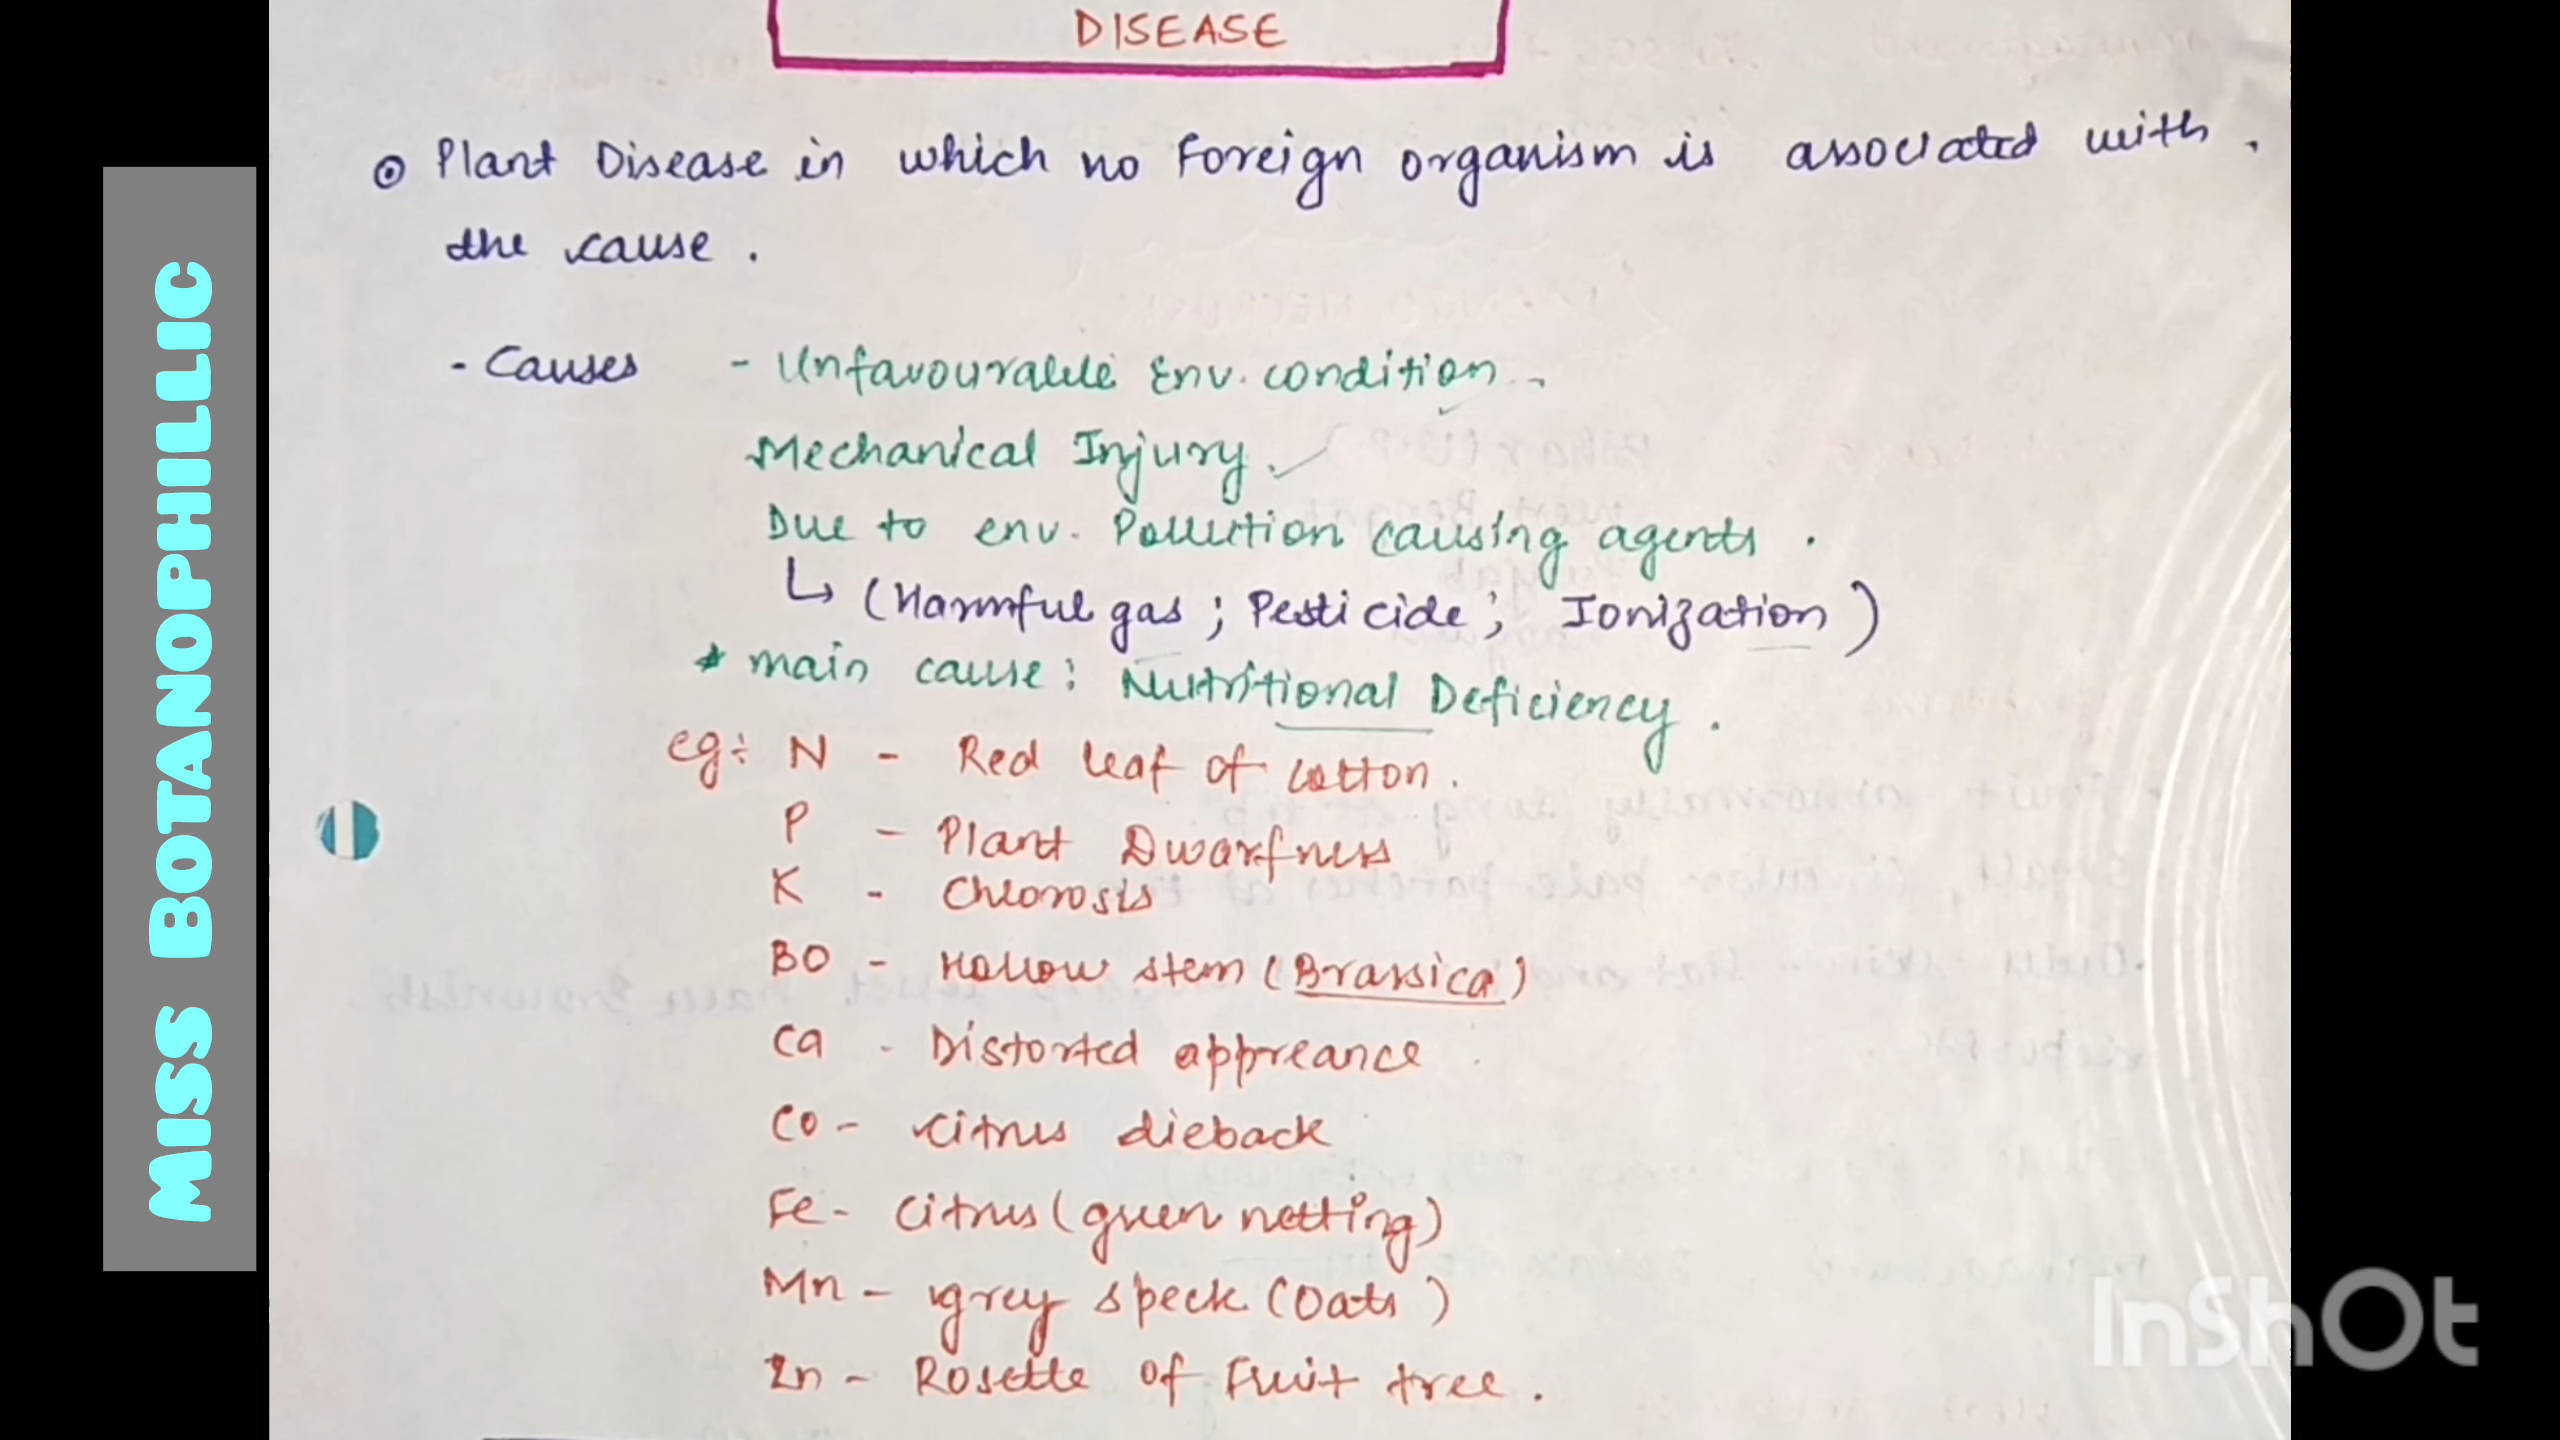 DISEASE
Plant Disease in which no Foreign organism is associated with.
the cause.
- Causes - Unfavourable Env. condition -
Mechanical Injury.
Due to env. Pollution causing agents.
↳ (Harmful gas; Pesticide; Ionization)
* main cause: Nutritional Deficiency.
eg: N - Red leaf of cotton.
P - Plant Dwarfness
K - Chlorosis
BO - Hollow stem (Brassica)
Ca - Distorted appreance
CO - Citrus dieback
Fe - Citrus (green netting)
Mn - grey speck (Oats)
Zn - Rosette of Fruit tree.
MISS BOTANOPHILLIC
InShOt